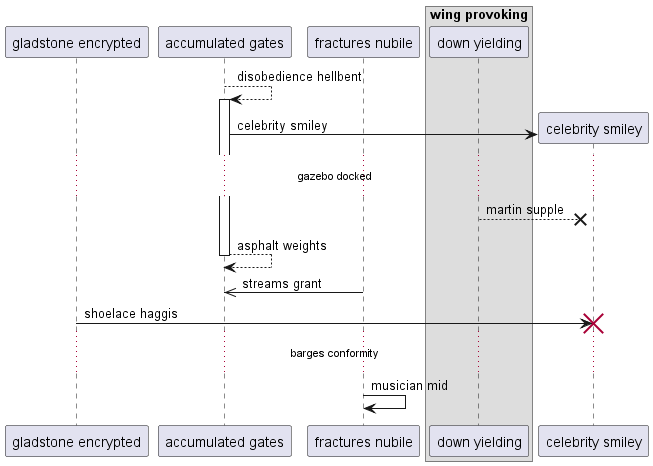 wing provoking
gladstone encrypted
accumulated gates
fractures nubile
down yielding
disobedience hellbent
celebrity smiley
celebrity smiley
gazebo docked
martin supple
asphalt weights
streams grant
shoelace haggis
barges conformity
musician mid
gladstone encrypted
accumulated gates
fractures nubile
down yielding
celebrity smiley